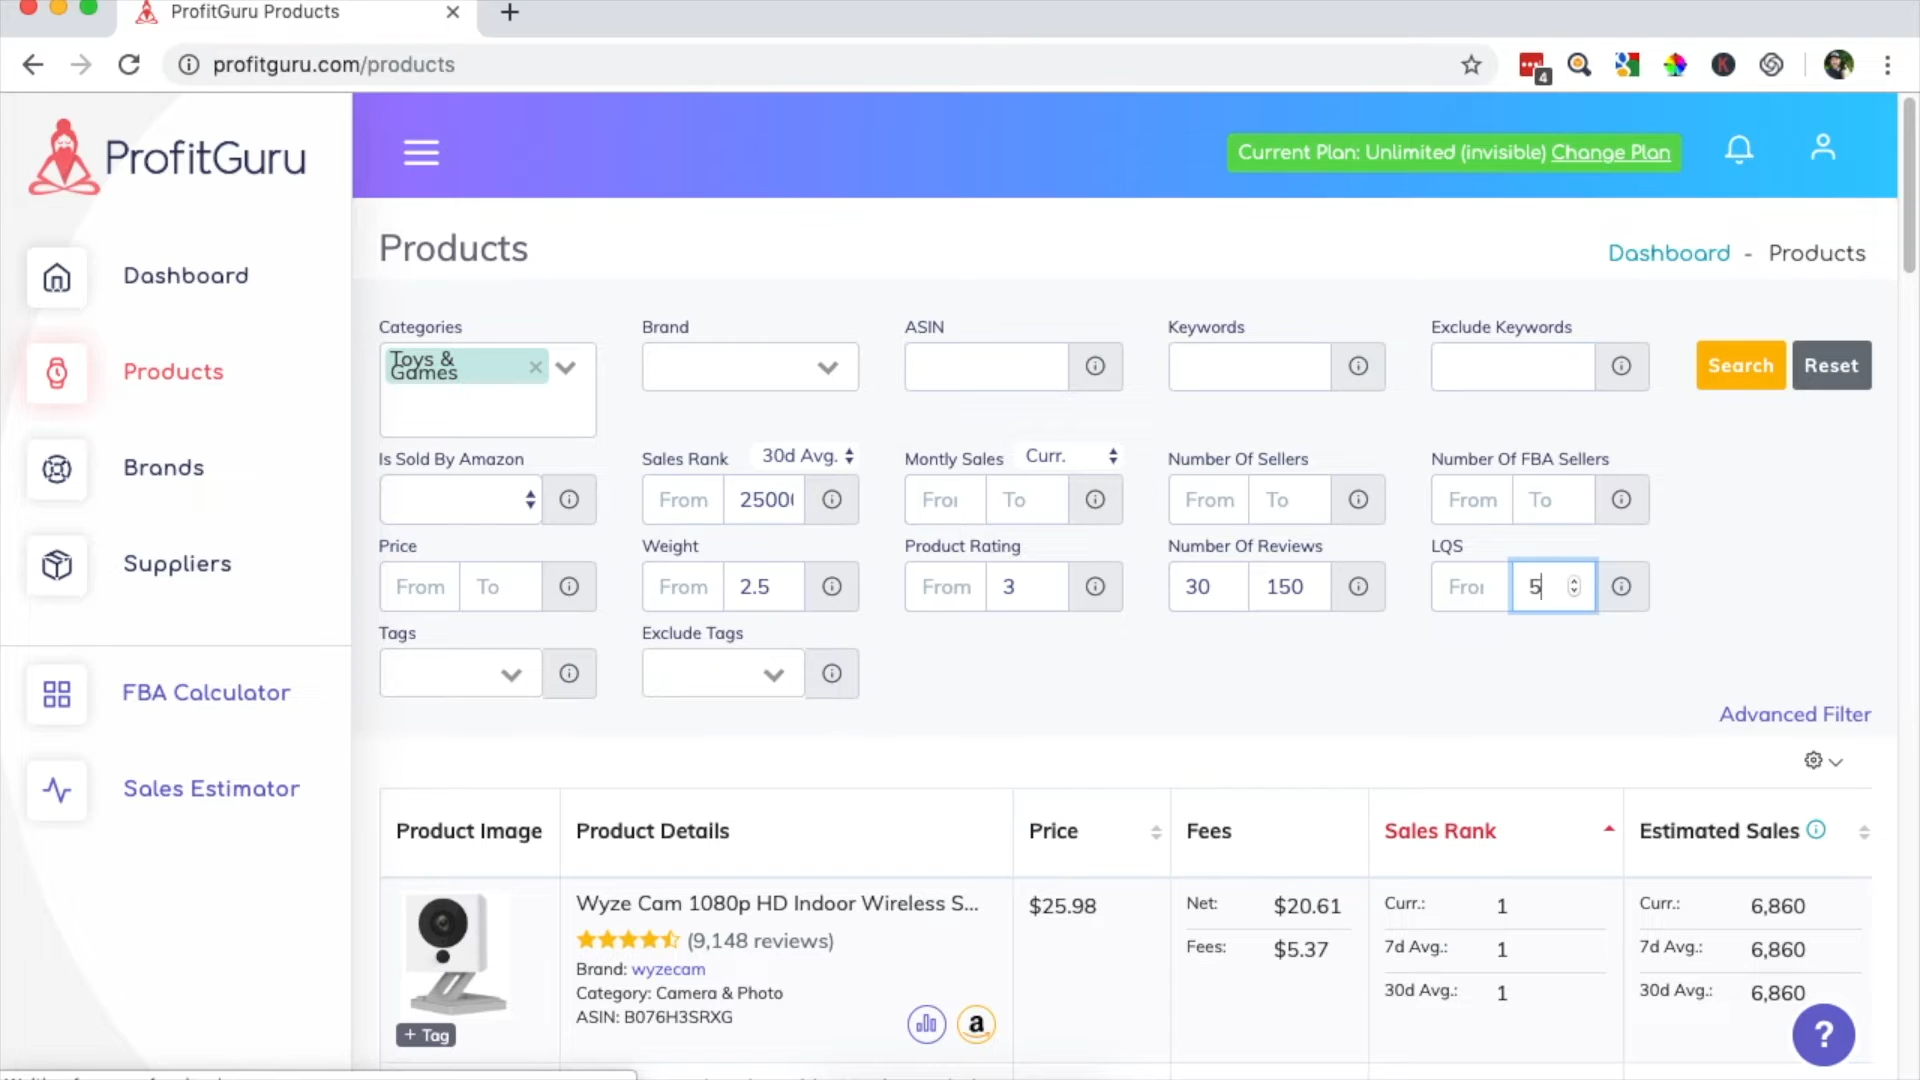 ProfitGuru Products
profitguru.com/products
4
K
ProfitGuru
Current Plan: Unlimited (invisible) Change Plan
Products
Dashboard - Products
Dashboard
Products
Brands
Suppliers
FBA Calculator
Sales Estimator
Categories
Brand
ASIN
Keywords
Exclude Keywords
Toys &
Games
Search
Reset
Is Sold By Amazon
Sales Rank 30d Avg.
Montly Sales Curr.
Number Of Sellers
Number Of FBA Sellers
From 2500
From To
From To
Price
Weight
Product Rating
Number Of Reviews
LQS
From To
From 2.5
From 3
30 150
5
Tags
Exclude Tags
Advanced Filter
Product Image
Product Details
Price
Fees
Sales Rank
Estimated Sales
Wyze Cam 1080p HD Indoor Wireless S...
(9,148 reviews)
Brand: wyzecam
Category: Camera & Photo
ASIN: B076H3SRXG
+ Tag
a
$25.98
Net: $20.61
Fees: $5.37
Curr.: 1
7d Avg.: 1
30d Avg.: 1
Curr.: 6,860
7d Avg.: 6,860
30d Avg.: 6,860
?